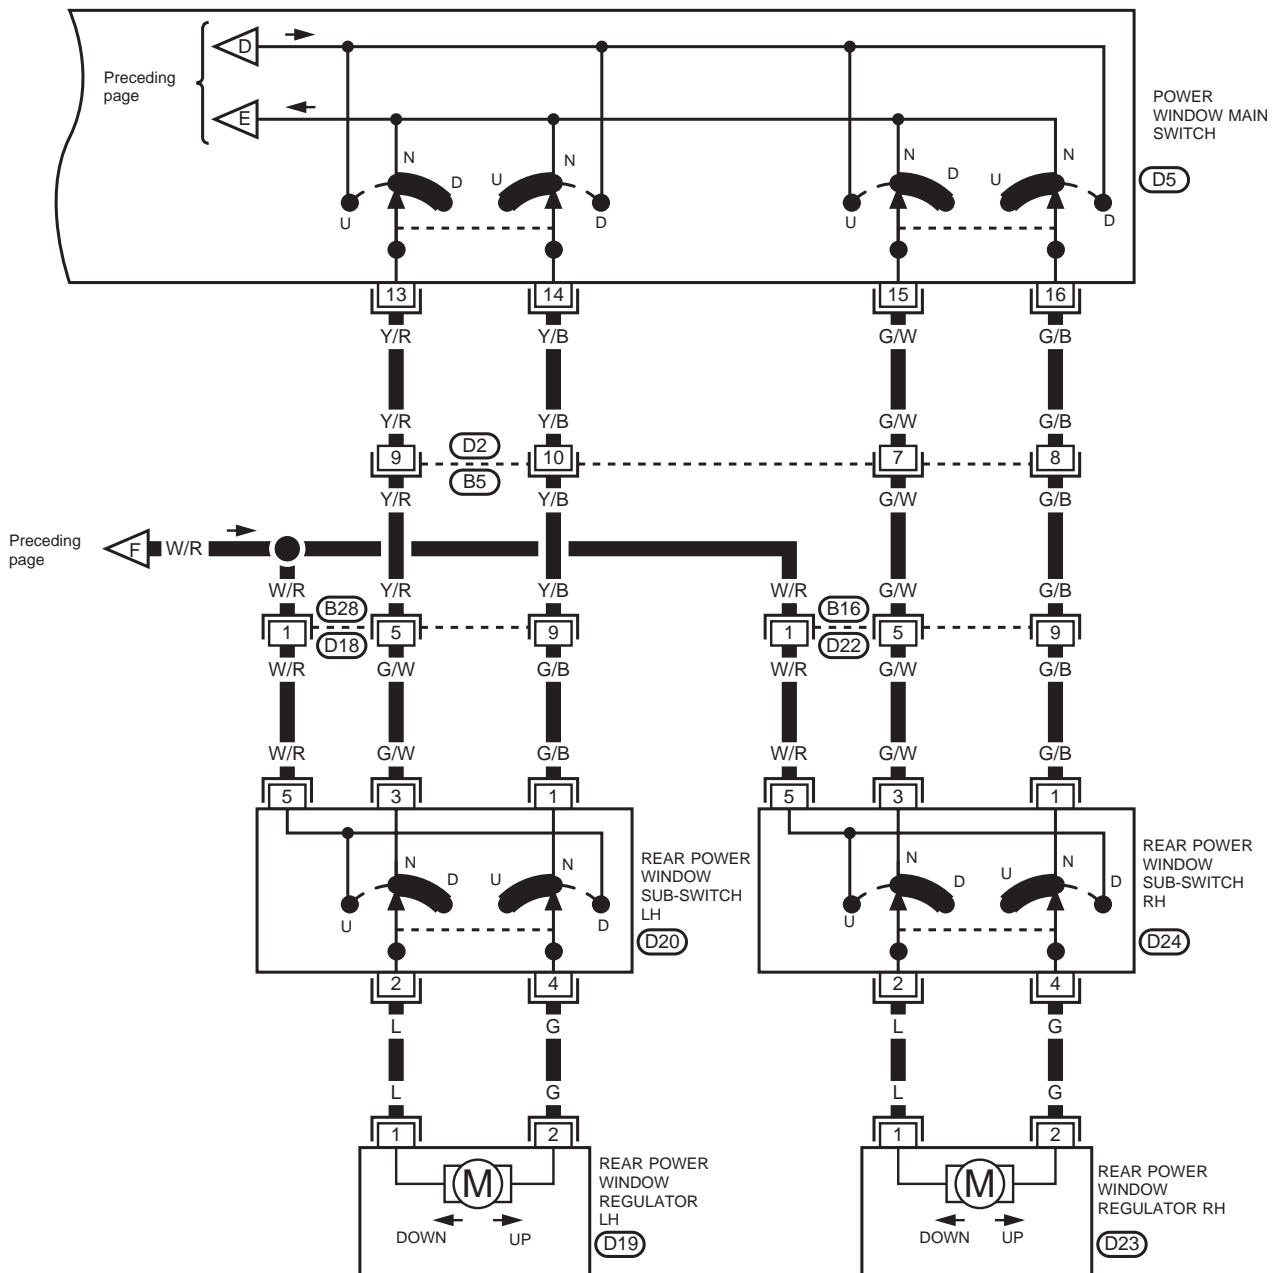 D
Preceding
page
E
POWER
WINDOW MAIN
SWITCH
D5
N D U N N D U N
U D U D
13 14 15 16
Y/R Y/B G/W G/B
Y/R Y/B G/W G/B
9 D2 10 7 8
B5
Y/R Y/B G/W G/B
Preceding
page
F W/R
W/R Y/R Y/B W/R G/W G/B
1 B28 5 9 1 B16 5 9
D18 D22
W/R G/W G/B W/R G/W G/B
W/R G/W G/B W/R G/W G/B
5 3 1 5 3 1
N D U N N D U N D
U D U
REAR POWER
WINDOW
SUB-SWITCH
LH
D20
REAR POWER
WINDOW
SUB-SWITCH
RH
D24
2 4 2 4
L G L G
L G L G
1 2 1 2
M
DOWN UP
REAR POWER
WINDOW
REGULATOR
LH
D19
M
DOWN UP
REAR POWER
WINDOW
REGULATOR RH
D23